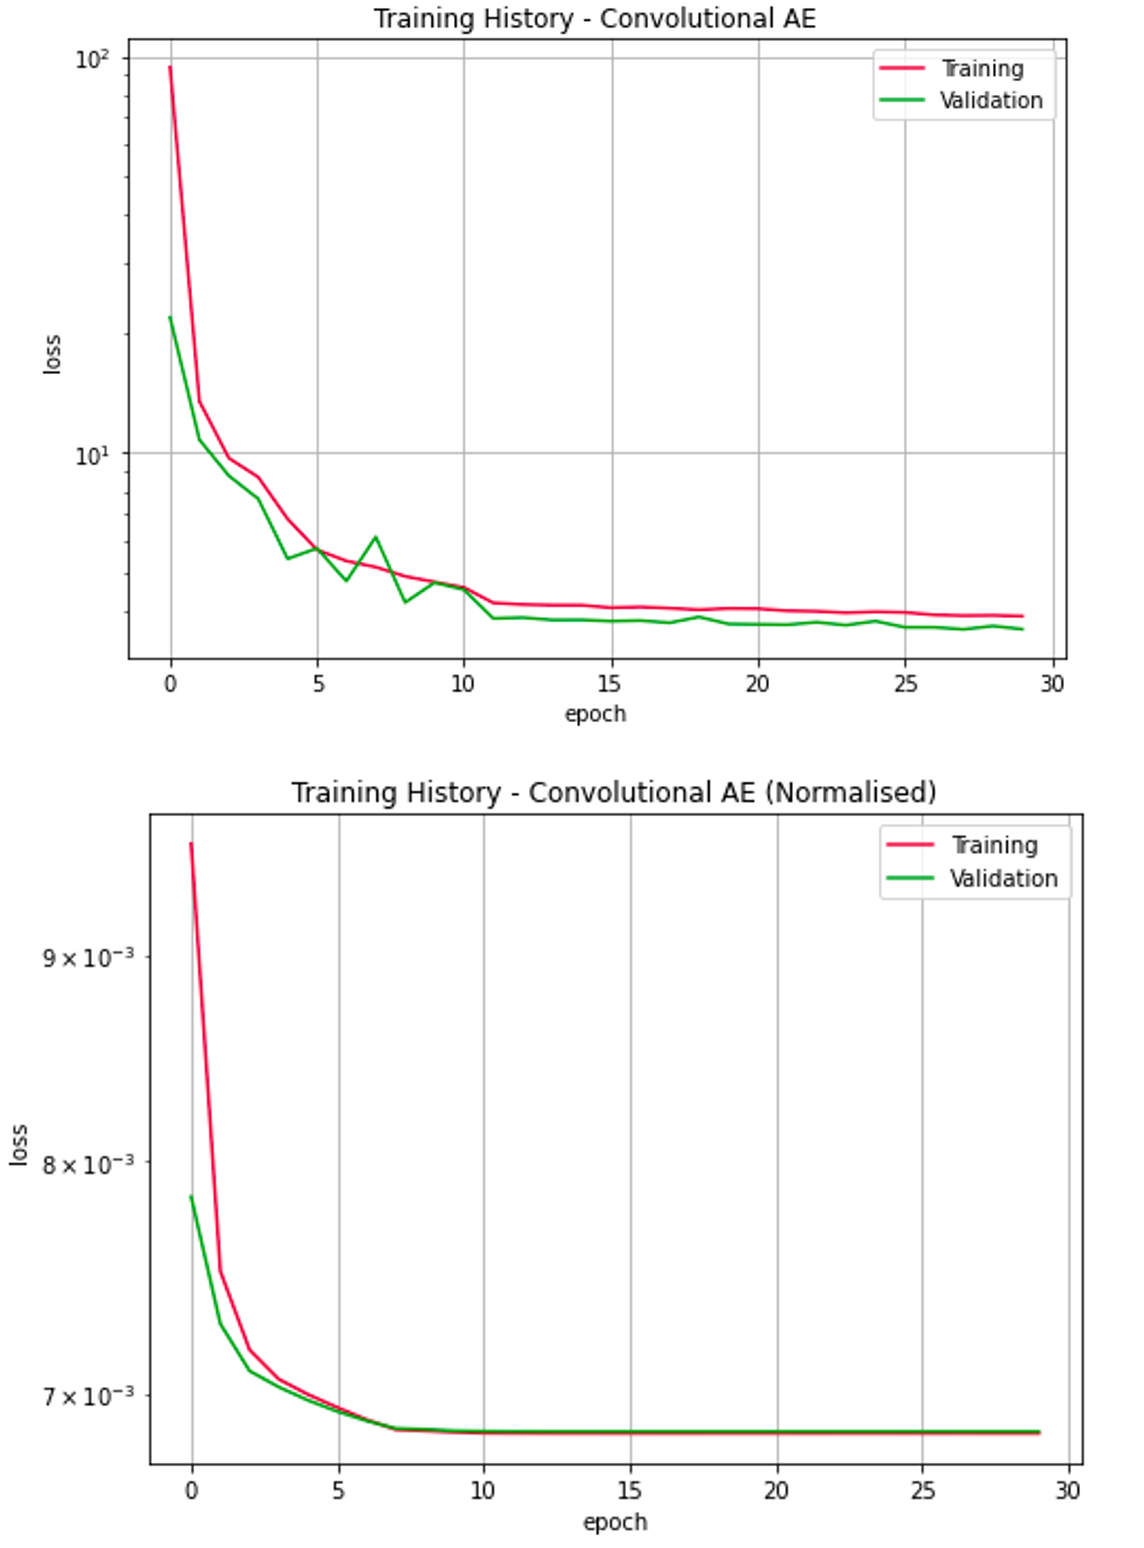 Training History - Convolutional AE
10²
Training
Validation
loss
10¹
0 5 10 15 20 25 30
epoch
Training History - Convolutional AE (Normalised)
Training
Validation
9 × 10⁻³
loss
8 × 10⁻³
7 × 10⁻³
0 5 10 15 20 25 30
epoch